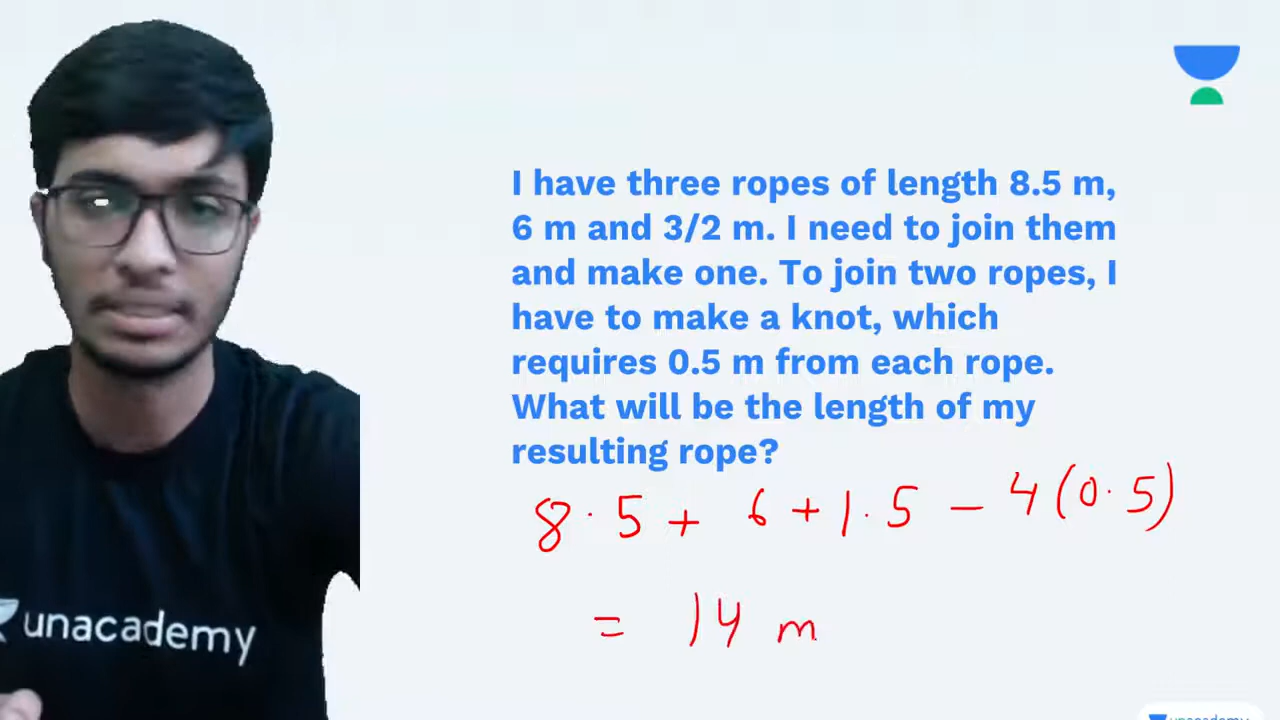 I have three ropes of length 8.5 m,
6 m and 3/2 m. I need to join them
and make one. To join two ropes, I
have to make a knot, which
requires 0.5 m from each rope.
What will be the length of my
resulting rope?
8.5 + 6 + 1.5 - 4(0.5)
= 14 m
unacademy
unacademy